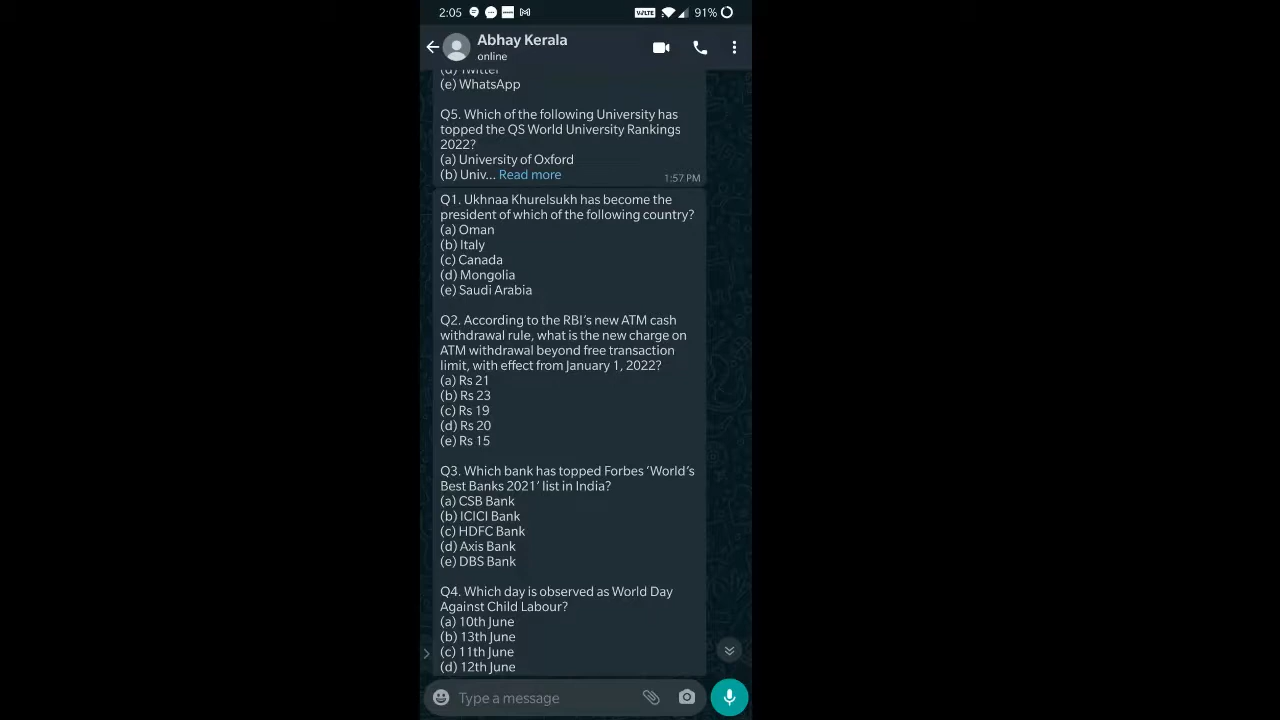 2:05
VoLTE
91%
Abhay Kerala
online
(d) Twitter
(e) WhatsApp
Q5. Which of the following University has
topped the QS World University Rankings
2022?
(a) University of Oxford
(b) Univ... Read more
1:57 PM
Q1. Ukhnaa Khurelsukh has become the
president of which of the following country?
(a) Oman
(b) Italy
(c) Canada
(d) Mongolia
(e) Saudi Arabia
Q2. According to the RBI's new ATM cash
withdrawal rule, what is the new charge on
ATM withdrawal beyond free transaction
limit, with effect from January 1, 2022?
(a) Rs 21
(b) Rs 23
(c) Rs 19
(d) Rs 20
(e) Rs 15
Q3. Which bank has topped Forbes ‘World’s
Best Banks 2021’ list in India?
(a) CSB Bank
(b) ICICI Bank
(c) HDFC Bank
(d) Axis Bank
(e) DBS Bank
Q4. Which day is observed as World Day
Against Child Labour?
(a) 10th June
(b) 13th June
(c) 11th June
(d) 12th June
Type a message